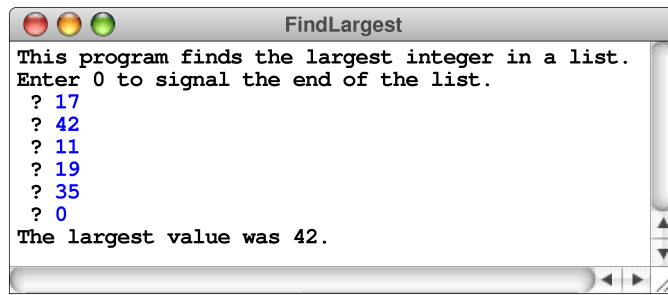 FindLargest
This program finds the largest integer in a list.
Enter 0 to signal the end of the list.
? 17
? 42
? 11
? 19
? 35
? 0
The largest value was 42.